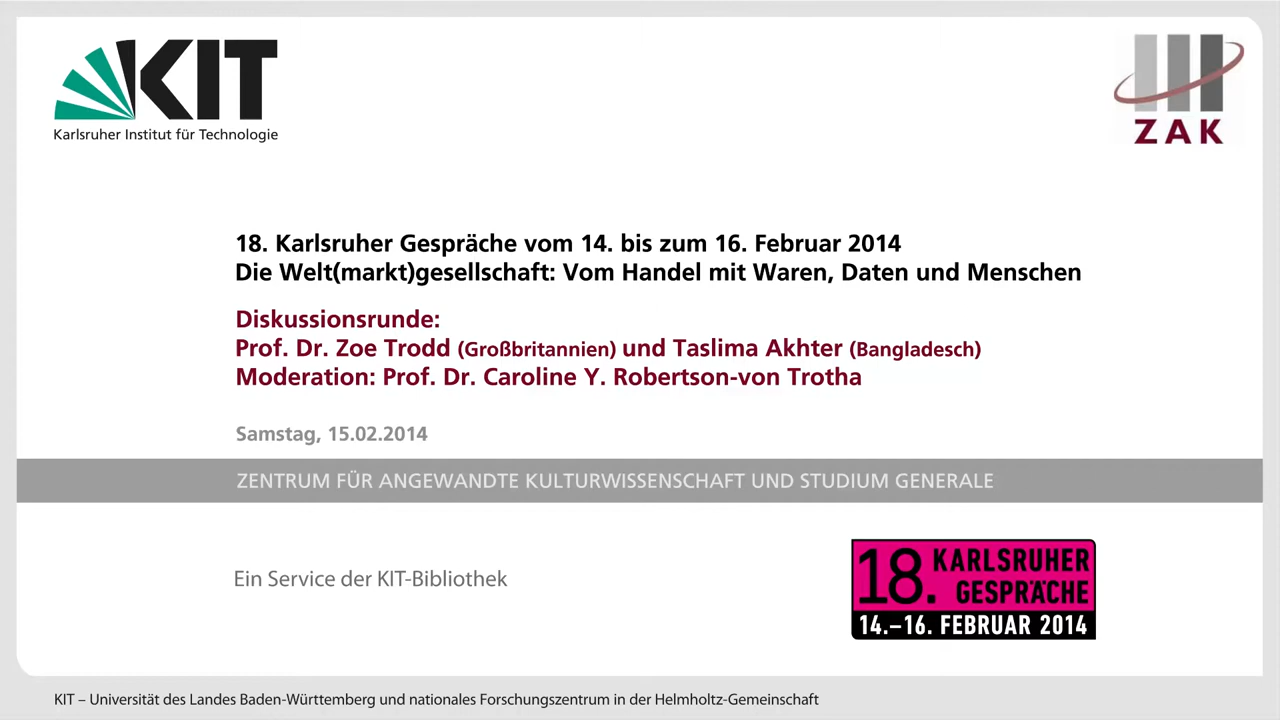 KIT
Karlsruher Institut für Technologie
ZAK
18. Karlsruher Gespräche vom 14. bis zum 16. Februar 2014
Die Welt(markt)gesellschaft: Vom Handel mit Waren, Daten und Menschen
Diskussionsrunde:
Prof. Dr. Zoe Trodd (Großbritannien) und Taslima Akhter (Bangladesch)
Moderation: Prof. Dr. Caroline Y. Robertson-von Trotha
Samstag, 15.02.2014
ZENTRUM FÜR ANGEWANDTE KULTURWISSENSCHAFT UND STUDIUM GENERALE
Ein Service der KIT-Bibliothek
18. KARLSRUHER
GESPRÄCHE
14.–16. FEBRUAR 2014
KIT – Universität des Landes Baden-Württemberg und nationales Forschungszentrum in der Helmholtz-Gemeinschaft